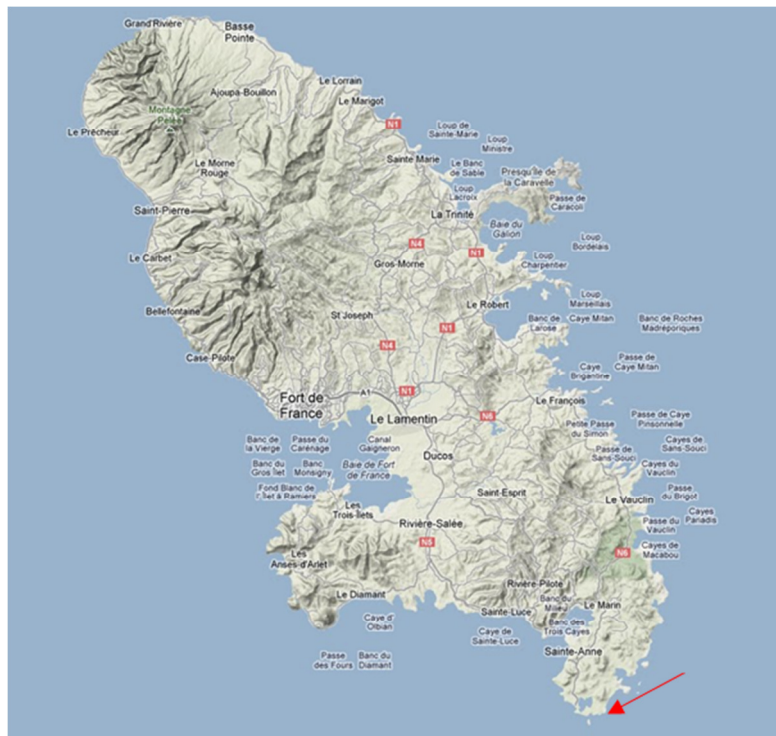 Grand'Rivière
Basse
Pointe
Le Lorrain
Ajoupa-Bouillon
Le Marigot
Montagne
Pelée
N1
Loup de
Sainte-Marie
Le Prêcheur
Loup
Ministre
Sainte Marie
Le Morne
Rouge
Le Banc
de Sable
Presqu'île de
la Caravelle
Loup
Lacroix
Passe de
Caracoli
Saint-Pierre
La Trinité
Baie du
Galion
Loup
Bordelais
N4
N1
Le Carbet
Gros-Morne
Loup
Charpentier
Loup
Marseillais
Bellefontaine
Le Robert
St Joseph
Banc de
Larose
Caye Mitan
Banc de Roches
Madréporiques
N1
N4
Case-Pilote
Caye
Brigantine
Passe de
Caye Mitan
N1
A1
Fort de
France
Le François
Le Lamentin
N6
Passe de Caye
Pinsonnelle
Petite Passe
du Simon
Banc de
la Vierge
Passe du
Carénage
Canal
Gaigneron
Cayes de
Sans-Souci
Passe de
Sans-Souci
Ducos
Banc du
Gros Îlet
Banc
Monsigny
Baie de Fort
de France
Cayes du
Vauclin
Fond Blanc de
l'Îlet à Ramiers
Saint-Esprit
Passe
du Brigot
Le Vauclin
Les
Trois-Îlets
Cayes
Pariadis
Rivière-Salée
Passe du
Vauclin
N5
Cayes de
Macabou
N6
Les
Anses-d'Arlet
Rivière-Pilote
Le Diamant
Banc du
Milieu
Le Marin
Sainte-Luce
Caye d'
Olbian
Banc des
Trois Cayes
Caye de
Sainte-Luce
Sainte-Anne
Passe
des Fours
Banc du
Diamant